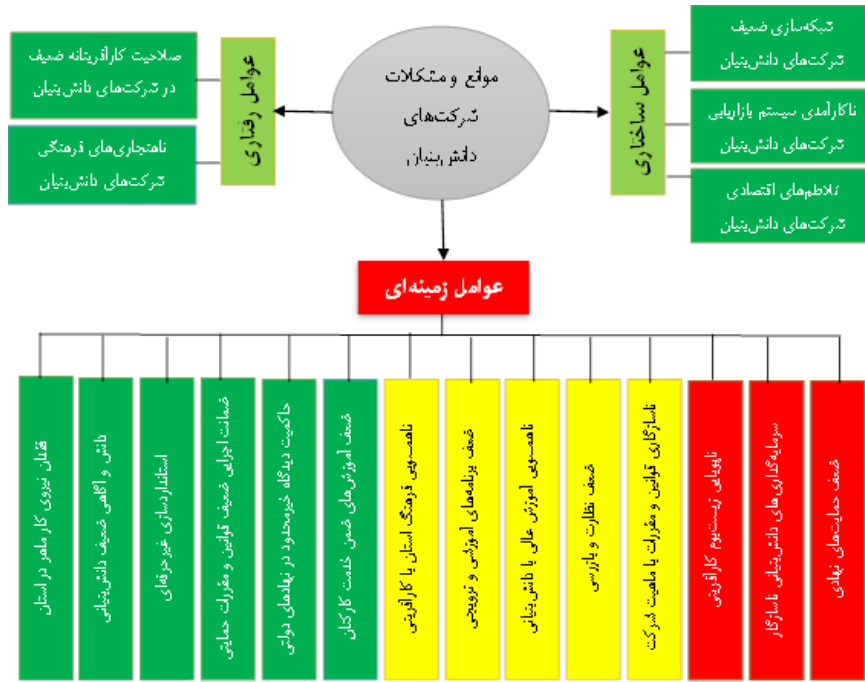 موانع و مشکلات
شرکت‌های
دانش‌بنیان
عوامل ساختاری
شبکه‌سازی ضعیف
شرکت‌های دانش‌بنیان
ناکارآمدی سیستم بازاریابی
شرکت‌های دانش‌بنیان
تلاطم‌های اقتصادی
شرکت‌های دانش‌بنیان
عوامل رفتاری
صلاحیت کارآفرینانه ضعیف
در شرکت‌های دانش‌بنیان
ناهنجاری‌های فرهنگی
شرکت‌های دانش‌بنیان
عوامل زمینه‌ای
ضعف حمایت‌های نهادی
سرمایه‌گذاری‌های دانش‌بنیانی ناسازگار
ناپویایی زیست‌بوم کارآفرینی
ناسازگاری قوانین و مقررات با ماهیت شرکت
ضعف نظارت و بازرسی
ناهمسویی آموزش عالی با دانش‌بنیانی
ضعف برنامه‌های آموزشی و ترویجی
ناهمسویی فرهنگ استان با کارآفرینی
ضعف آموزش‌های ضمن خدمت کارکنان
حاکمیت دیدگاه خیرمحدود در نهادهای دولتی
ضمانت اجرایی ضعیف قوانین و مقررات حمایتی
استانداردسازی غیرحرفه‌ای
دانش و آگاهی ضعیف دانش‌بنیانی
فقدان نیروی کار ماهر در استان